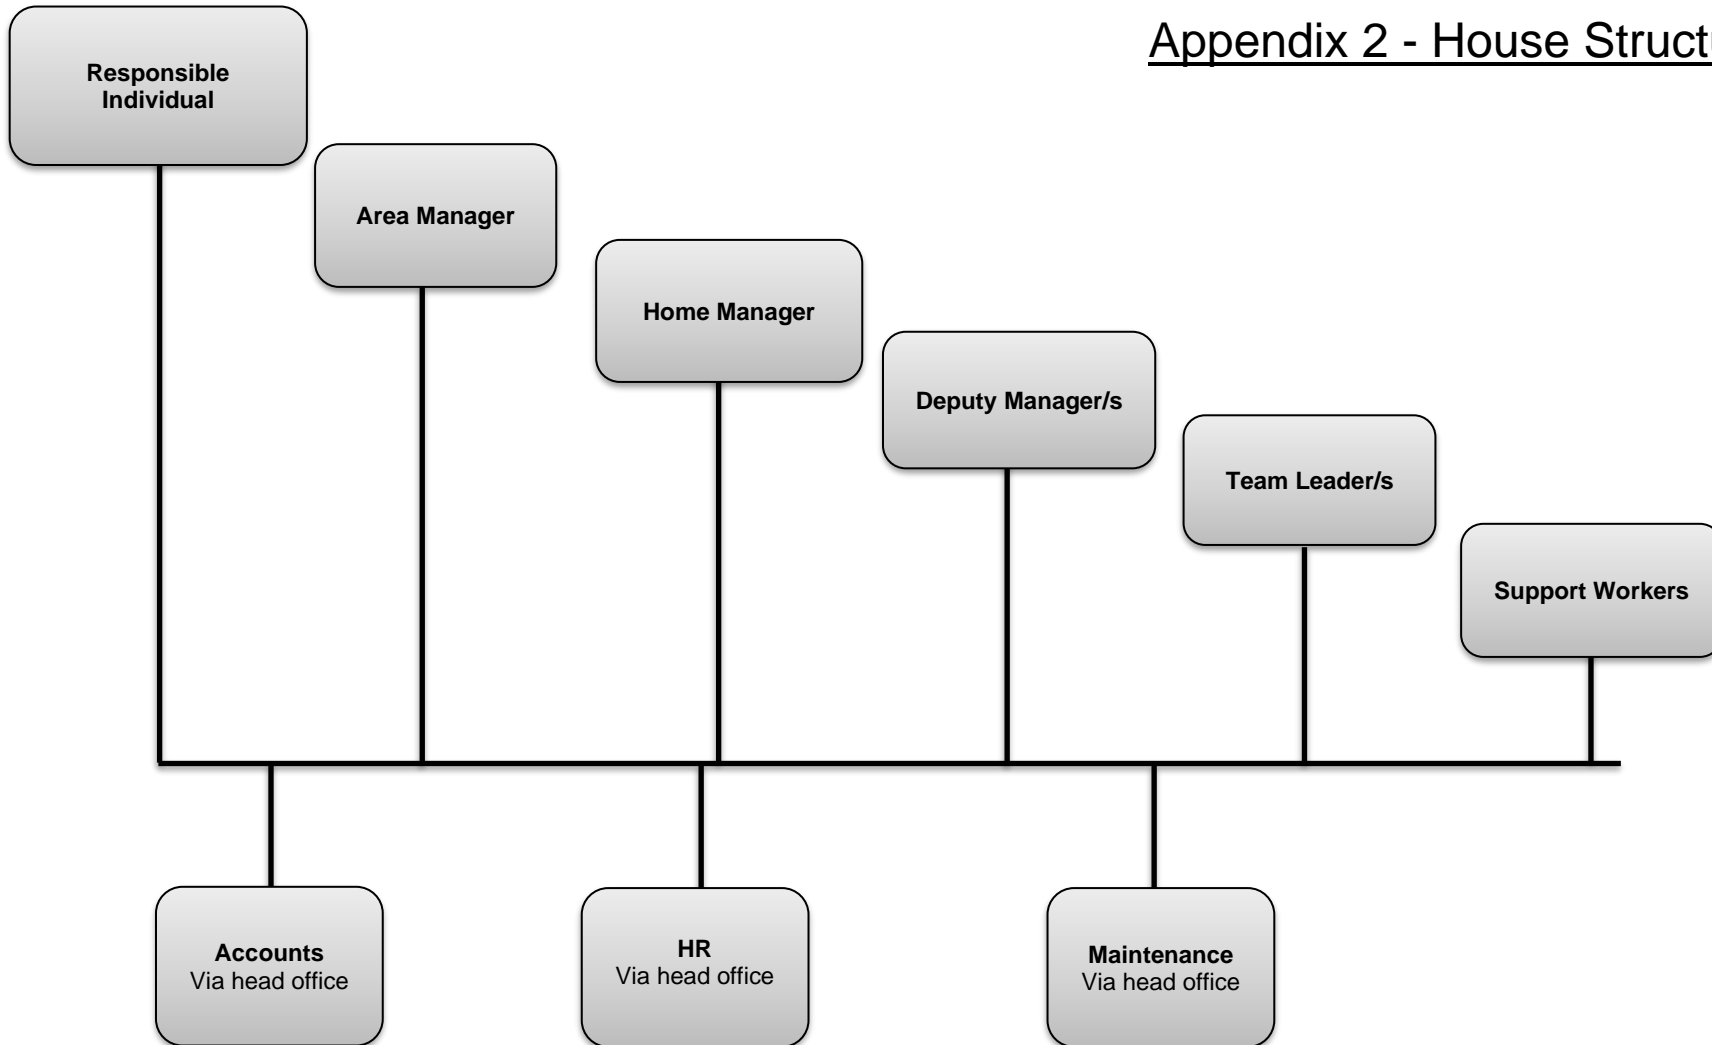 Appendix 2 - House Struct
Responsible
Individual
Area Manager
Home Manager
Deputy Manager/s
Team Leader/s
Support Workers
Accounts
Via head office
HR
Via head office
Maintenance
Via head office